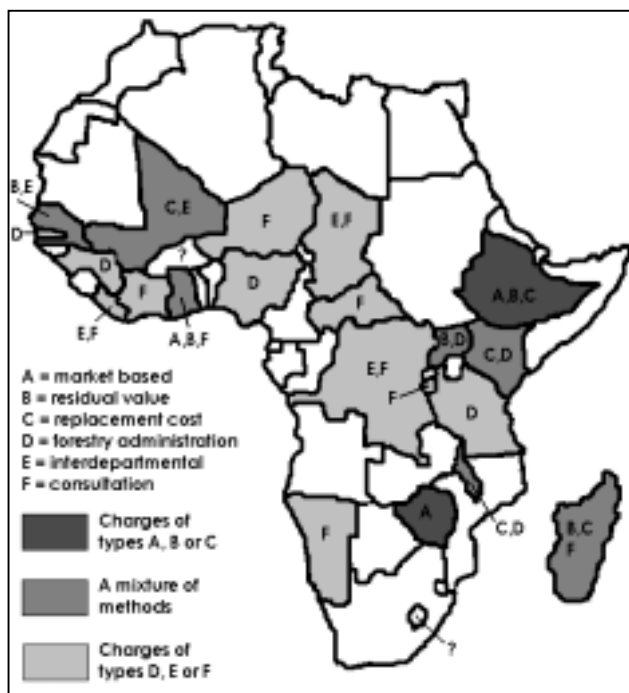 B,E
C,E
F
E,F
D
?
D
D
F
F
A,B,C
E,F
A,B,F
B,D
C,D
E,F
F
D
A = market based
B = residual value
C = replacement cost
D = forestry administration
E = interdepartmental
F = consultation
A
C,D
B,C
F
F
?
Charges of
types A, B or C
A mixture of
methods
Charges of
types D, E or F